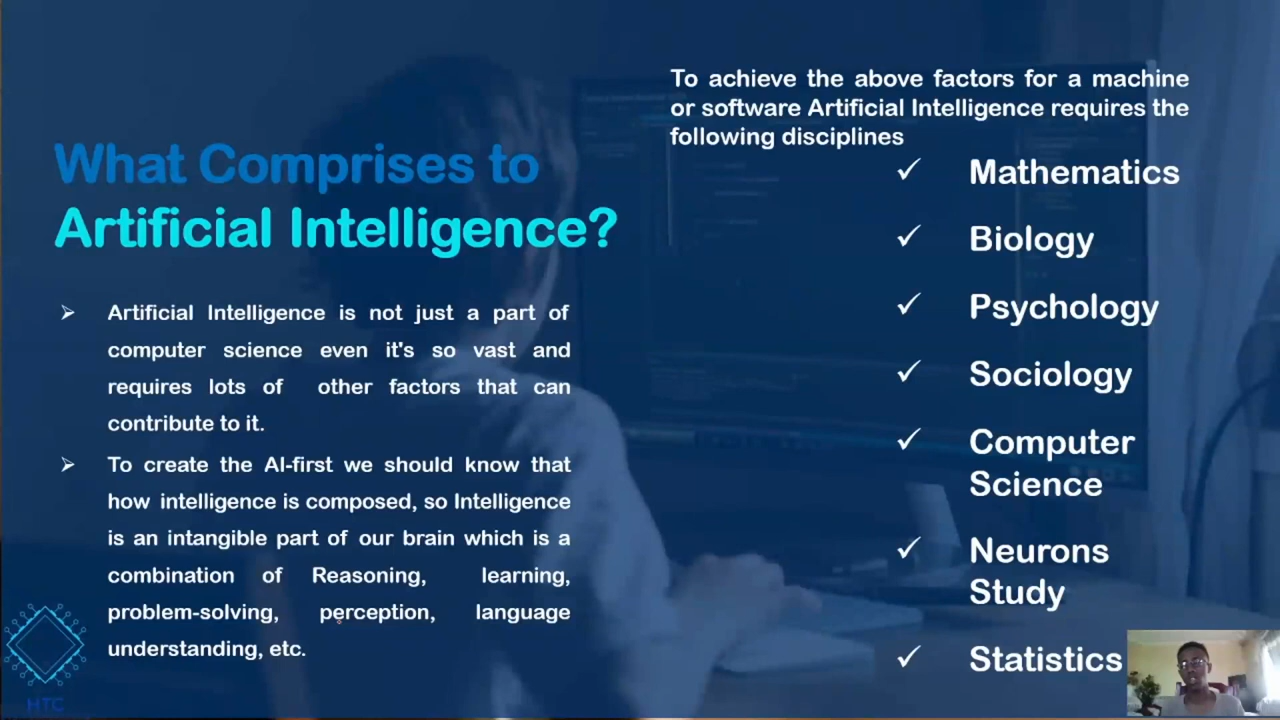 What Comprises to
Artificial Intelligence?
➢ Artificial Intelligence is not just a part of
computer science even it's so vast and
requires lots of other factors that can
contribute to it.
➢ To create the AI-first we should know that
how intelligence is composed, so Intelligence
is an intangible part of our brain which is a
combination of Reasoning, learning,
problem-solving, perception, language
understanding, etc.
To achieve the above factors for a machine
or software Artificial Intelligence requires the
following disciplines
✓ Mathematics
✓ Biology
✓ Psychology
✓ Sociology
✓ Computer
Science
✓ Neurons
Study
✓ Statistics
HTC